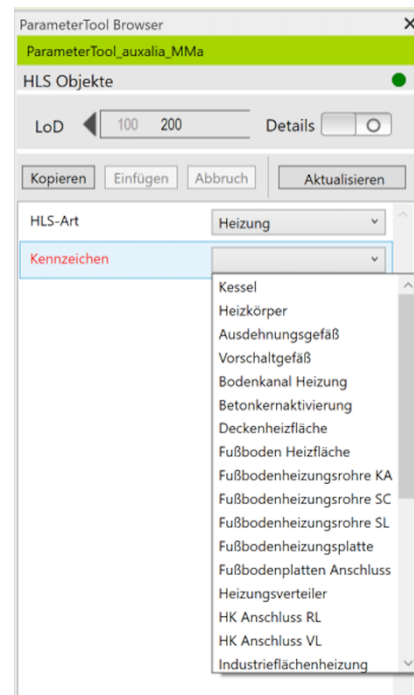 ParameterTool Browser
ParameterTool_auxalia_MMa
HLS Objekte
LoD 100 200 Details
Kopieren Einfügen Abbruch Aktualisieren
HLS-Art Heizung
Kennzeichen
Kessel
Heizkörper
Ausdehnungsgefäß
Vorschaltgefäß
Bodenkanal Heizung
Betonkernaktivierung
Deckenheizfläche
Fußboden Heizfläche
Fußbodenheizungsrohre KA
Fußbodenheizungsrohre SC
Fußbodenheizungsrohre SL
Fußbodenheizungsplatte
Fußbodenplatten Anschluss
Heizungsverteiler
HK Anschluss RL
HK Anschluss VL
Industrieflächenheizung